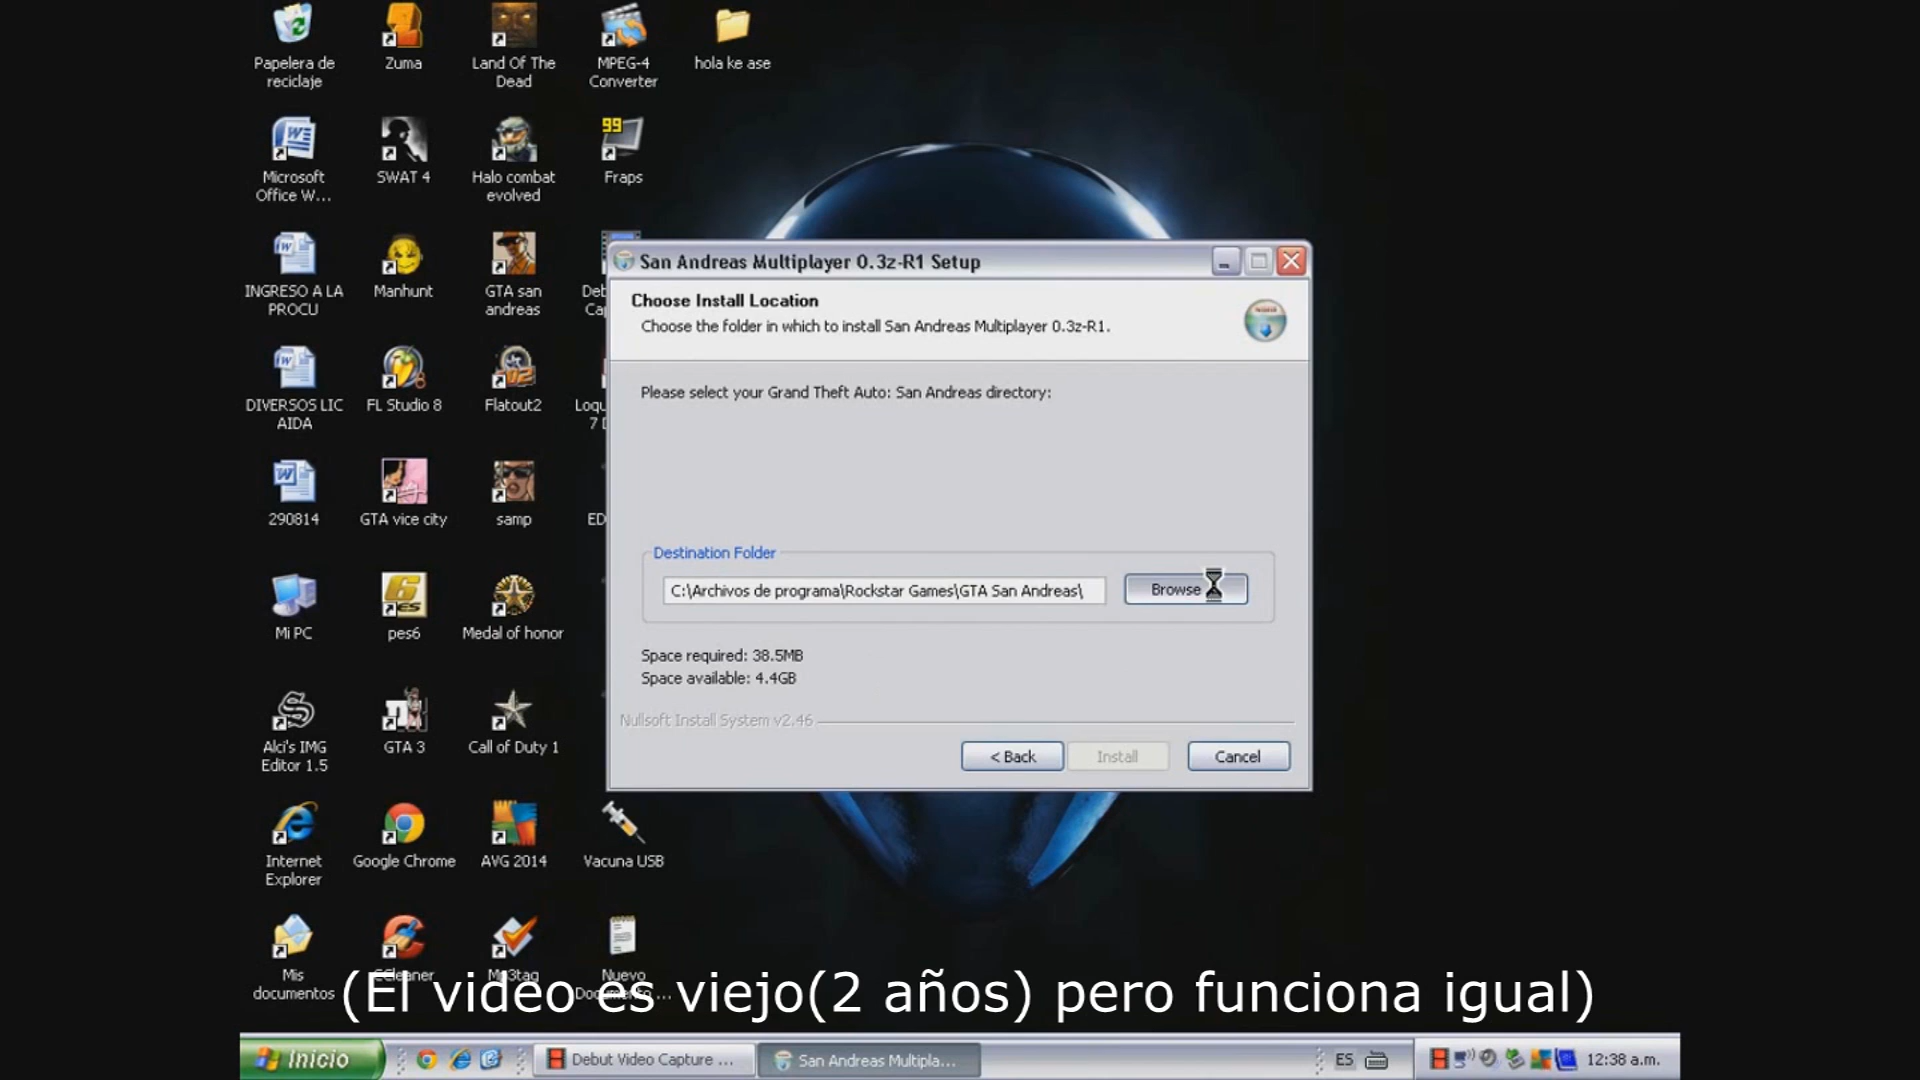 Papelera de
reciclaje
Zuma
Land Of The
Dead
MPEG-4
Converter
hola ke ase
Microsoft
Office W...
SWAT 4
Halo combat
evolved
99
Fraps
INGRESO A LA
PROCU
Manhunt
GTA san
andreas
DIVERSOS LIC
AIDA
FL Studio 8
Flatout2
290814
GTA vice city
samp
Mi PC
pes6
Medal of honor
Alci's IMG
Editor 1.5
GTA 3
Call of Duty 1
Internet
Explorer
Google Chrome
AVG 2014
Vacuna USB
Mis
documentos
CCleaner
Mp3tag
Nuevo
San Andreas Multiplayer 0.3z-R1 Setup
Choose Install Location
Choose the folder in which to install San Andreas Multiplayer 0.3z-R1.
Please select your Grand Theft Auto: San Andreas directory:
Destination Folder
C:\Archivos de programa\Rockstar Games\GTA San Andreas\
Browse
Space required: 38.5MB
Space available: 4.4GB
Nullsoft Install System v2.46
< Back
Install
Cancel
(El video es viejo(2 años) pero funciona igual)
Inicio
Debut Video Capture ...
San Andreas Multipla...
ES
12:38 a.m.